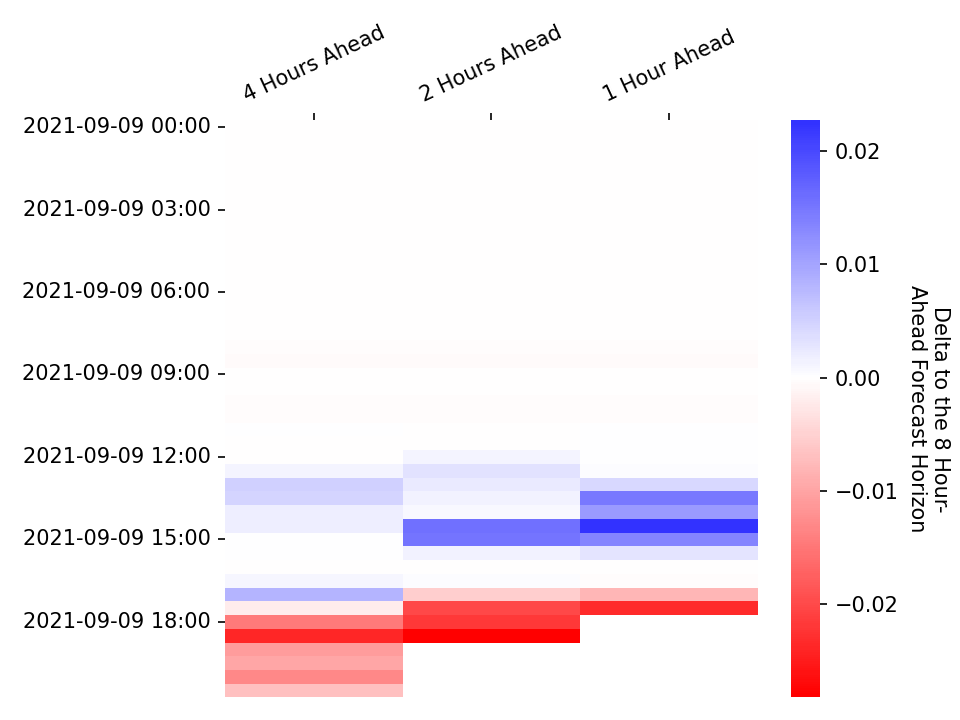 4 Hours Ahead
2 Hours Ahead
1 Hour Ahead
2021-09-09 00:00
2021-09-09 03:00
2021-09-09 06:00
2021-09-09 09:00
2021-09-09 12:00
2021-09-09 15:00
2021-09-09 18:00
0.02
0.01
0.00
−0.01
−0.02
Delta to the 8 Hour-
Ahead Forecast Horizon